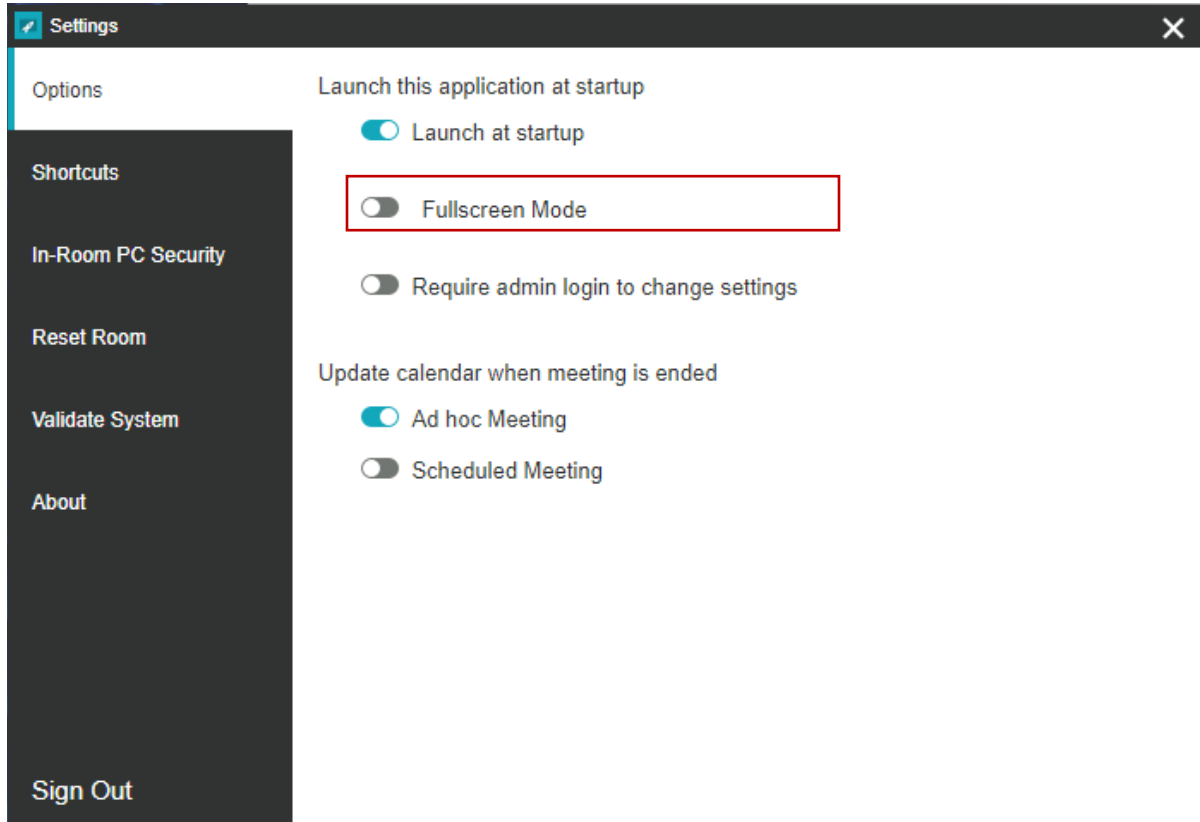 Settings
Options
Launch this application at startup
Launch at startup
Shortcuts
Fullscreen Mode
In-Room PC Security
Require admin login to change settings
Reset Room
Update calendar when meeting is ended
Validate System
Ad hoc Meeting
Scheduled Meeting
About
Sign Out